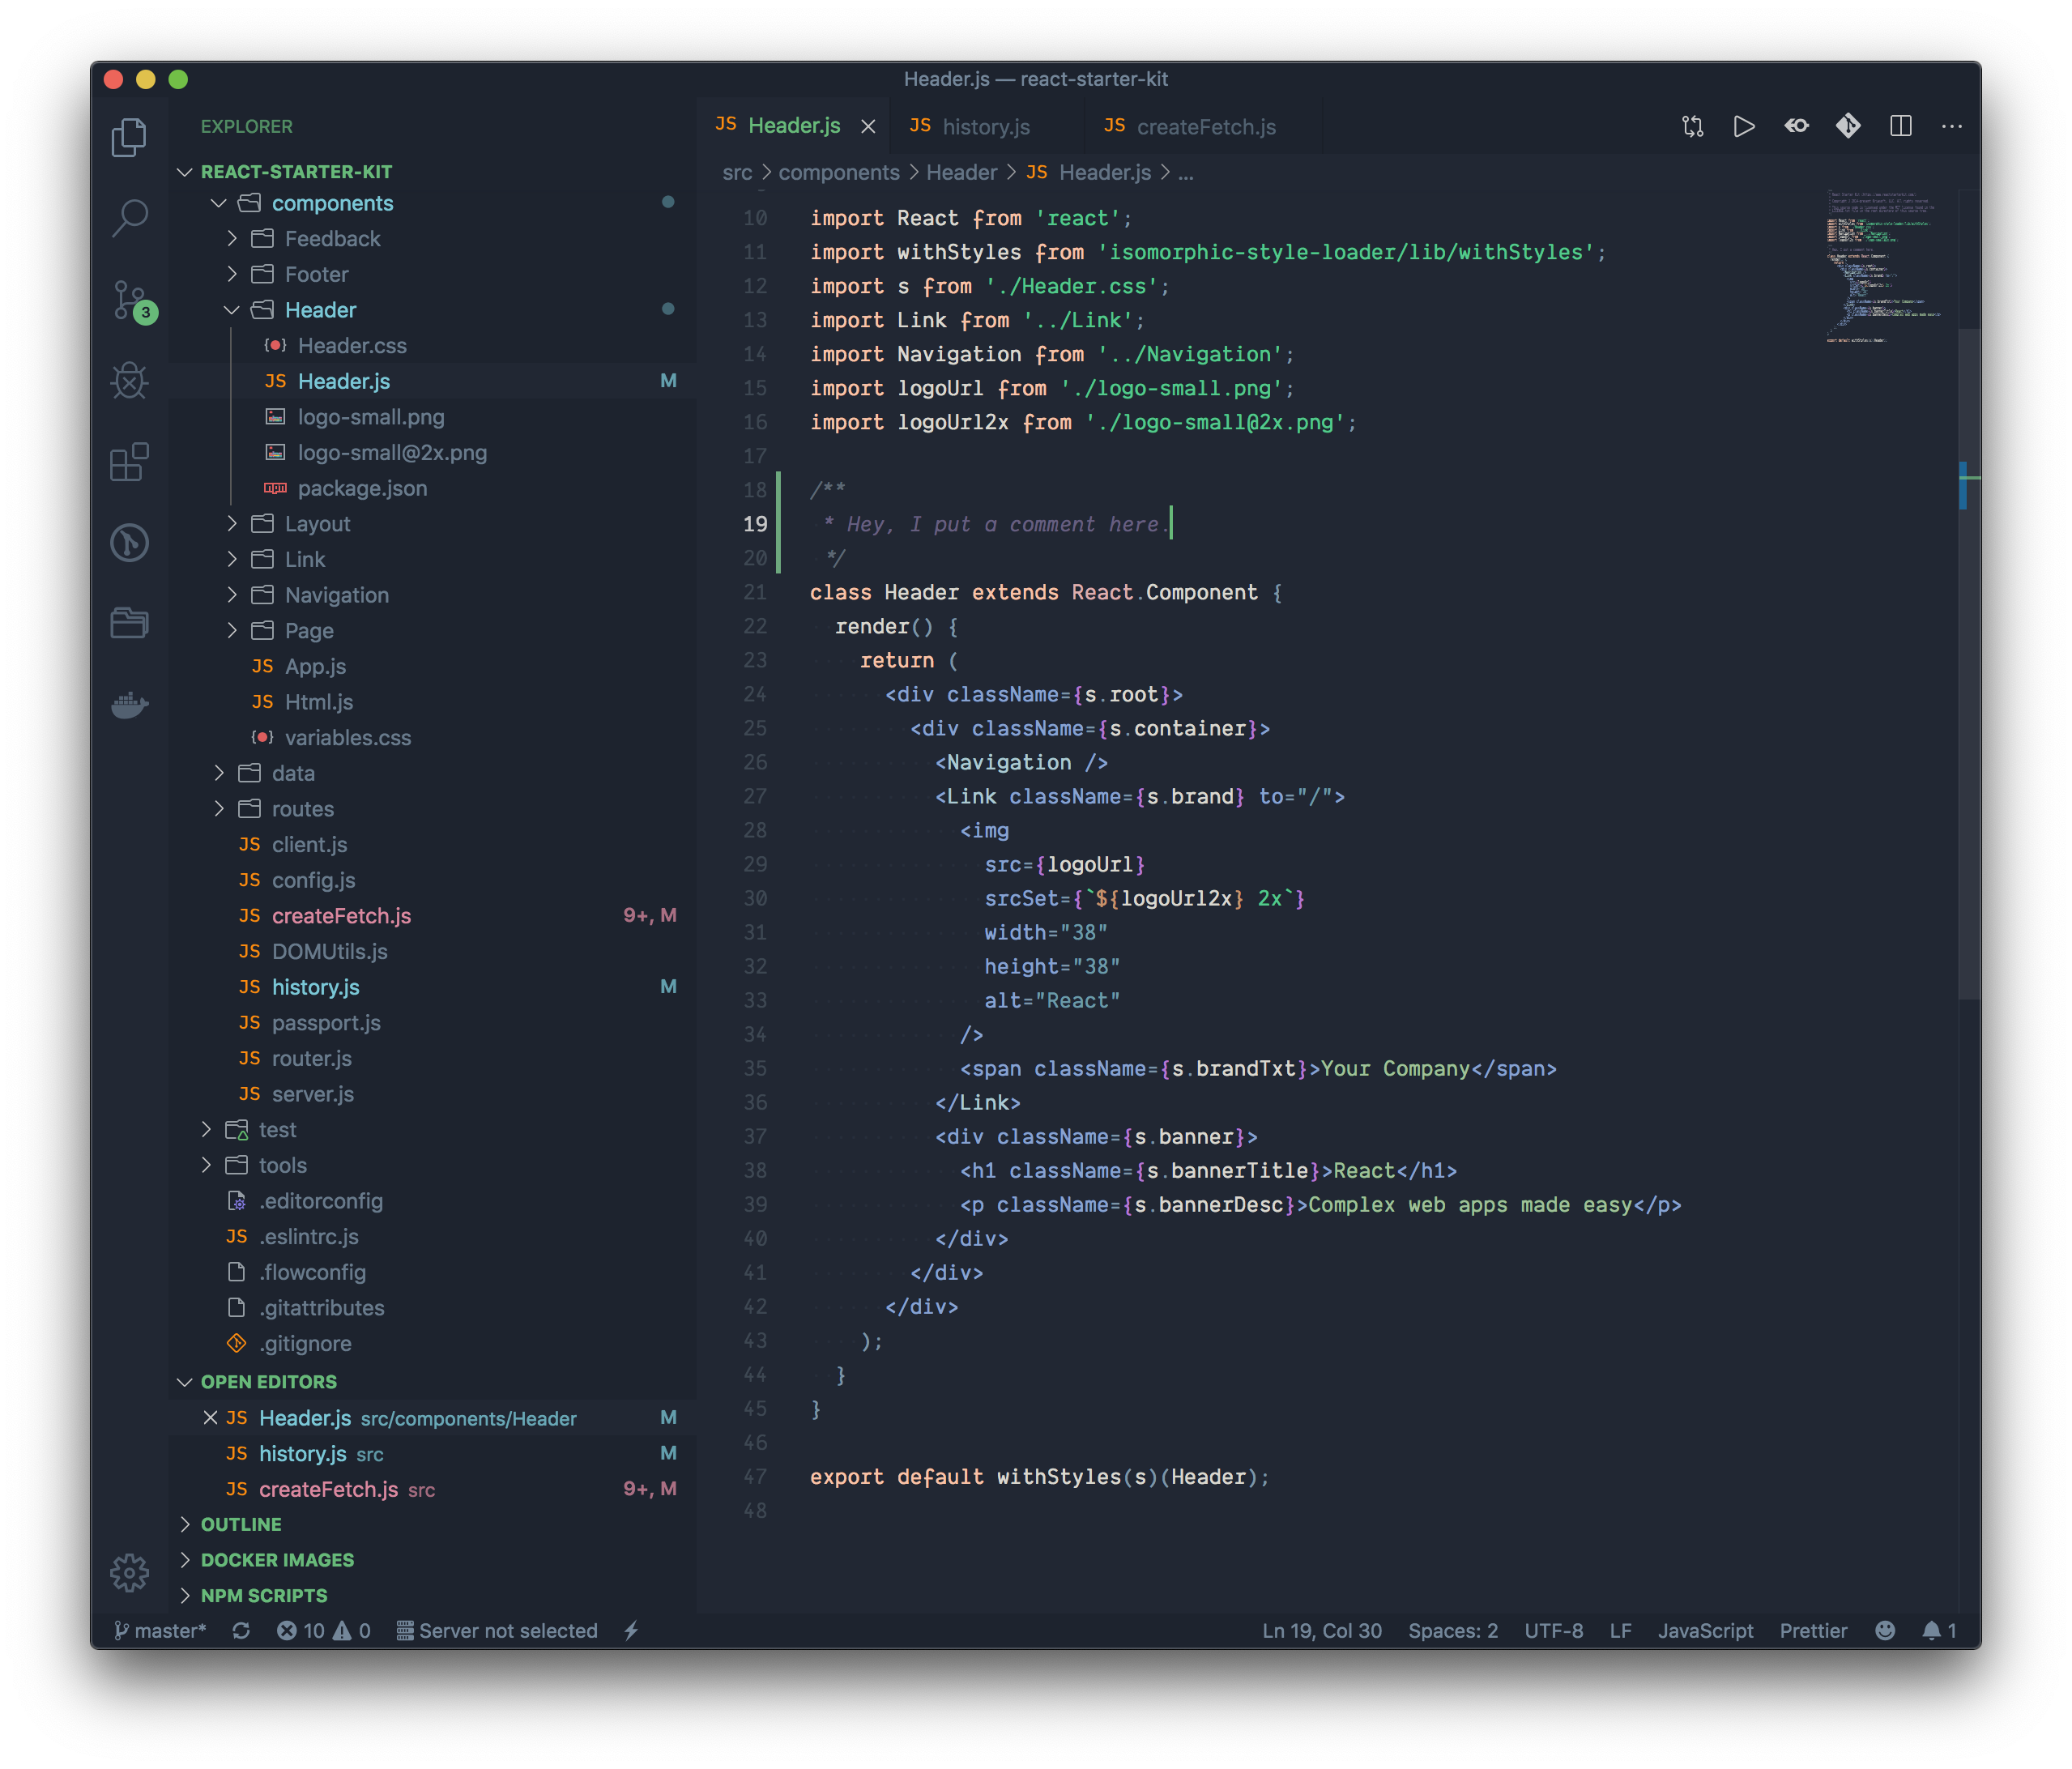 Header.js — react-starter-kit
EXPLORER
REACT-STARTER-KIT
components
Feedback
Footer
Header
Header.css
JS Header.js M
logo-small.png
logo-small@2x.png
npm package.json
Layout
Link
Navigation
Page
JS App.js
JS Html.js
variables.css
data
routes
JS client.js
JS config.js
JS createFetch.js 9+, M
JS DOMUtils.js
JS history.js M
JS passport.js
JS router.js
JS server.js
test
tools
.editorconfig
JS .eslintrc.js
.flowconfig
.gitattributes
.gitignore
OPEN EDITORS
JS Header.js src/components/Header M
JS history.js src M
JS createFetch.js src 9+, M
OUTLINE
DOCKER IMAGES
NPM SCRIPTS
3
JS Header.js JS history.js JS createFetch.js
src > components > Header > JS Header.js > ...
10 import React from 'react';
11 import withStyles from 'isomorphic-style-loader/lib/withStyles';
12 import s from './Header.css';
13 import Link from '../Link';
14 import Navigation from '../Navigation';
15 import logoUrl from './logo-small.png';
16 import logoUrl2x from './logo-small@2x.png';
17
18 /**
19 * Hey, I put a comment here.
20 */
21 class Header extends React.Component {
22 render() {
23 return (
24 <div className={s.root}>
25 <div className={s.container}>
26 <Navigation />
27 <Link className={s.brand} to="/">
28 <img
29 src={logoUrl}
30 srcSet={`${logoUrl2x} 2x`}
31 width="38"
32 height="38"
33 alt="React"
34 />
35 <span className={s.brandTxt}>Your Company</span>
36 </Link>
37 <div className={s.banner}>
38 <h1 className={s.bannerTitle}>React</h1>
39 <p className={s.bannerDesc}>Complex web apps made easy</p>
40 </div>
41 </div>
42 </div>
43 );
44 }
45 }
46
47 export default withStyles(s)(Header);
48
master* 10 0 Server not selected Ln 19, Col 30 Spaces: 2 UTF-8 LF JavaScript Prettier 1